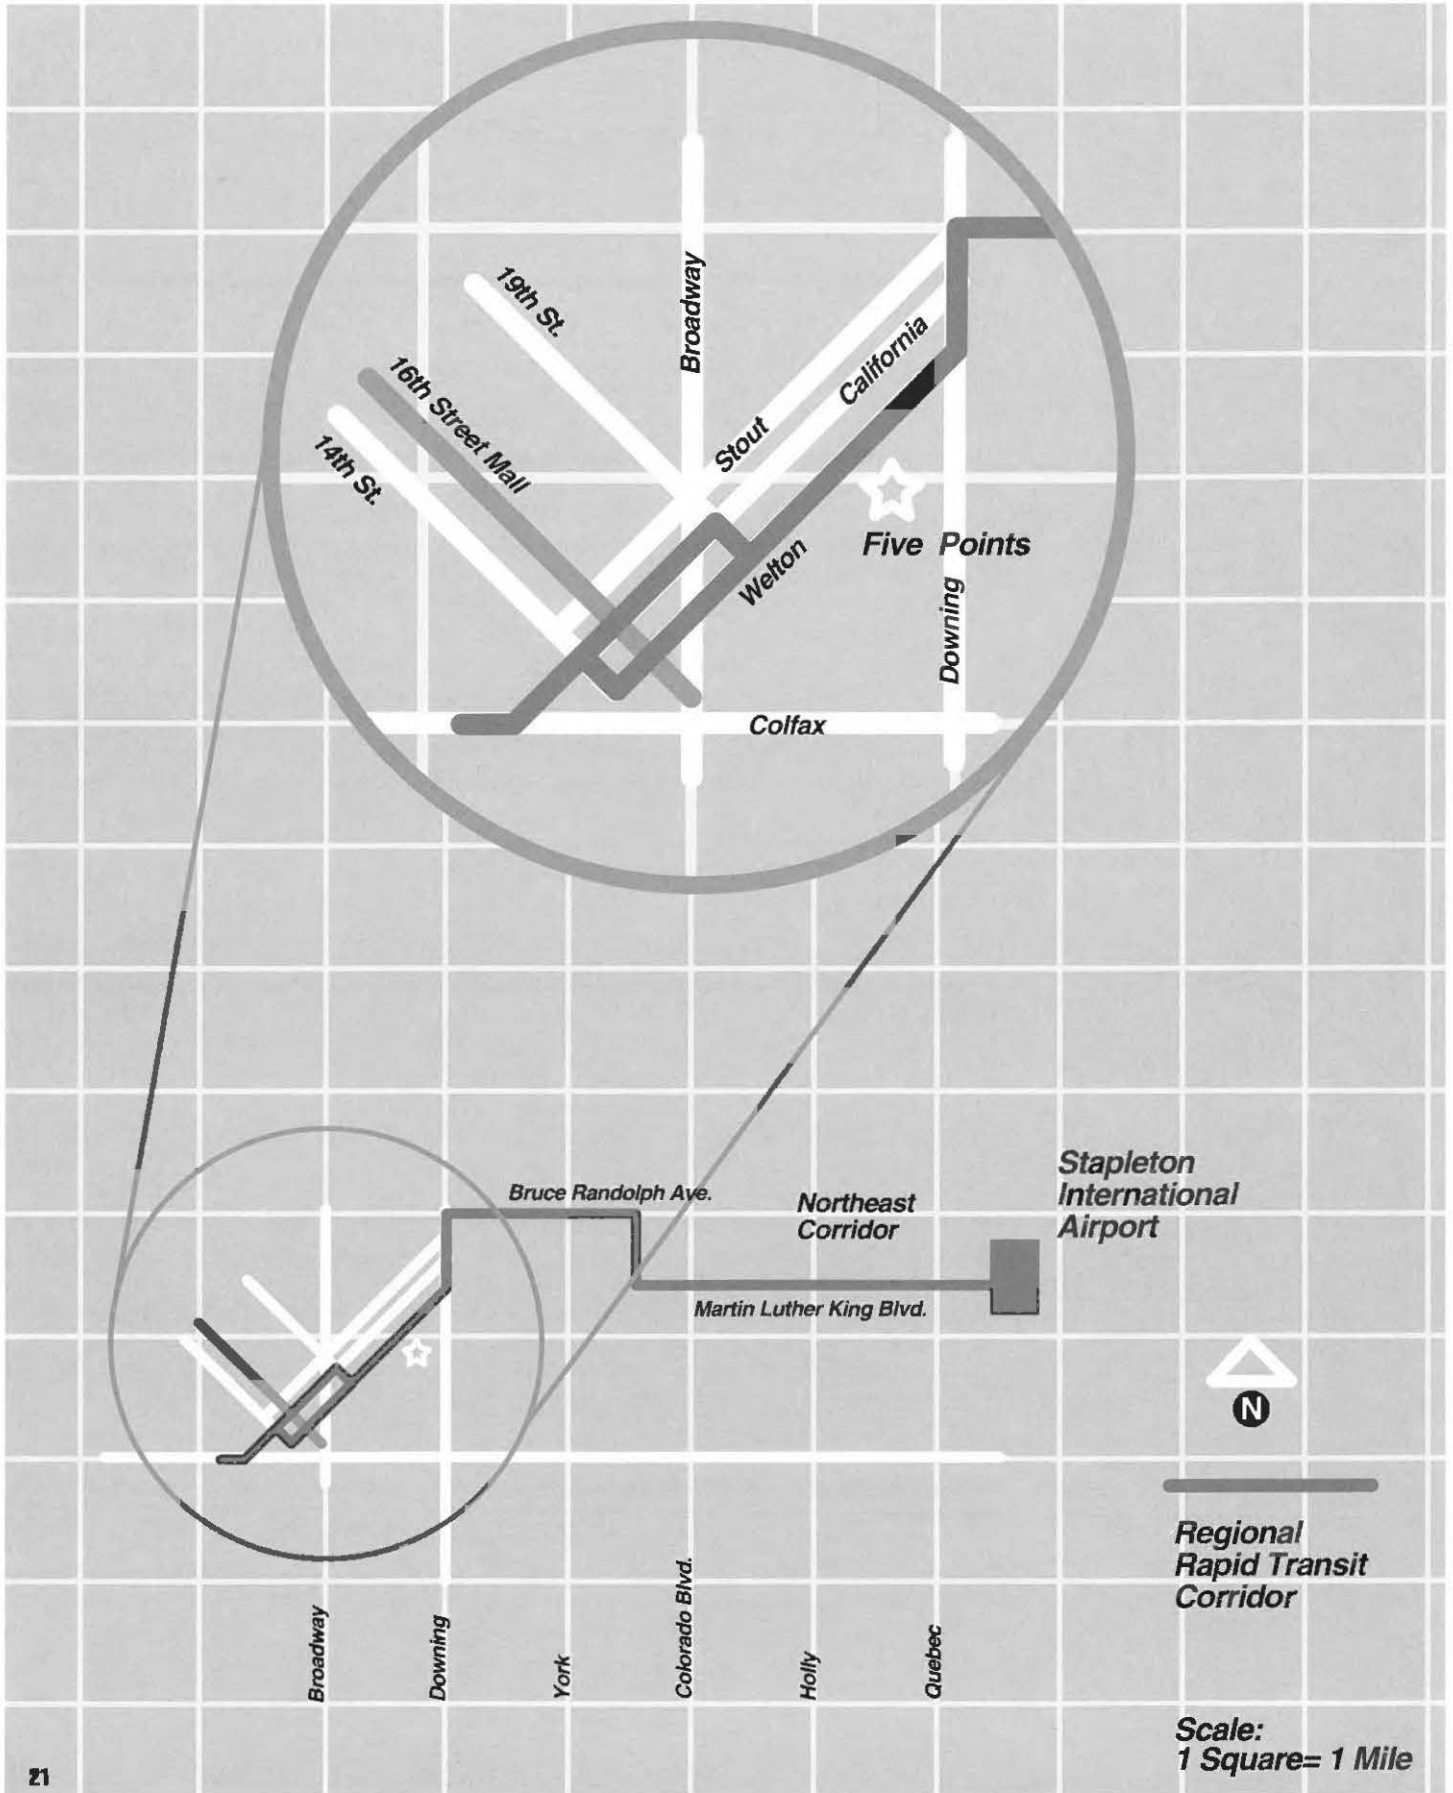 19th St.
Broadway
16th Street Mall
California
Stout
14th St.
Five Points
Welton
Downing
Colfax
Stapleton
International
Airport
Bruce Randolph Ave.
Northeast
Corridor
Martin Luther King Blvd.
N
Regional
Rapid Transit
Corridor
Broadway
Downing
York
Colorado Blvd.
Holly
Quebec
Scale:
1 Square= 1 Mile
21